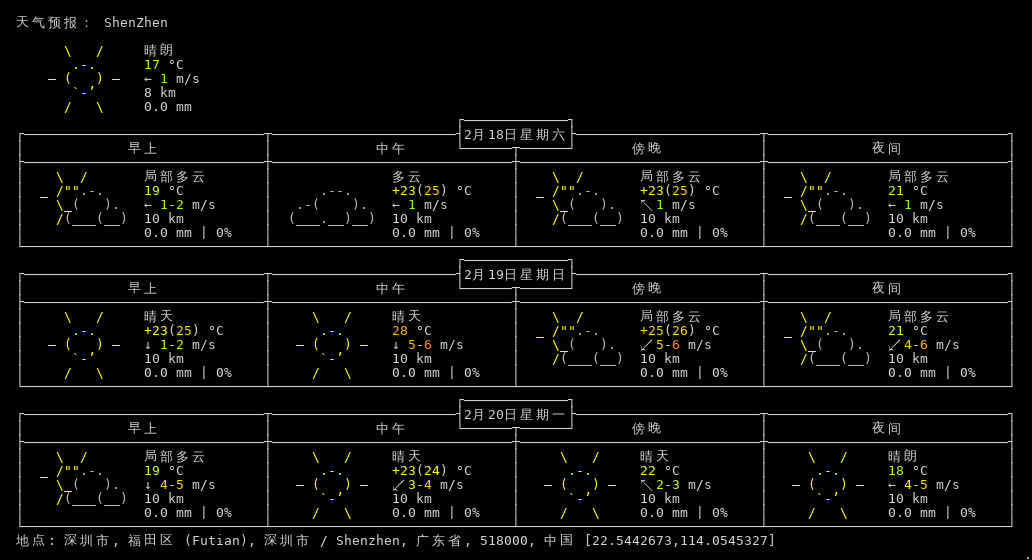 天气预报： ShenZhen
晴朗
17 °C
← 1 m/s
8 km
0.0 mm
2月18日星期六
早上 中午 傍晚 夜间
局部多云 多云 局部多云 局部多云
19 °C +23(25) °C +23(25) °C 21 °C
← 1-2 m/s ← 1 m/s ↖ 1 m/s ← 1 m/s
10 km 10 km 10 km 10 km
0.0 mm | 0% 0.0 mm | 0% 0.0 mm | 0% 0.0 mm | 0%
2月19日星期日
早上 中午 傍晚 夜间
晴天 晴天 局部多云 局部多云
+23(25) °C 28 °C +25(26) °C 21 °C
↓ 1-2 m/s ↓ 5-6 m/s ↙ 5-6 m/s ↙ 4-6 m/s
10 km 10 km 10 km 10 km
0.0 mm | 0% 0.0 mm | 0% 0.0 mm | 0% 0.0 mm | 0%
2月20日星期一
早上 中午 傍晚 夜间
局部多云 晴天 晴天 晴朗
19 °C +23(24) °C 22 °C 18 °C
↓ 4-5 m/s ↙ 3-4 m/s ↖ 2-3 m/s ← 4-5 m/s
10 km 10 km 10 km 10 km
0.0 mm | 0% 0.0 mm | 0% 0.0 mm | 0% 0.0 mm | 0%
地点: 深圳市, 福田区 (Futian), 深圳市 / Shenzhen, 广东省, 518000, 中国 [22.5442673,114.0545327]